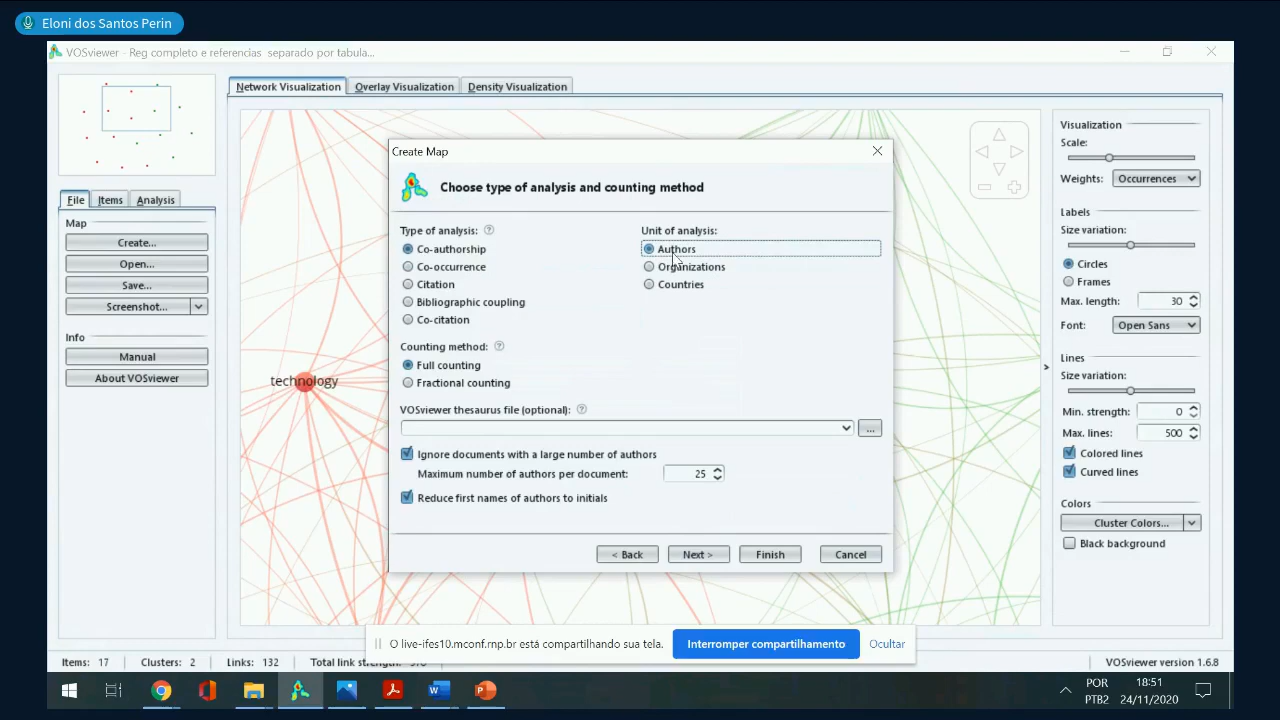 Eloni dos Santos Perin
VOSviewer - Reg completo e referencias separado por tabula...
Network Visualization
Overlay Visualization
Density Visualization
File
Items
Analysis
Map
Create...
Open...
Save...
Screenshot...
Info
Manual
About VOSviewer
technology
Create Map
Choose type of analysis and counting method
Type of analysis:
Co-authorship
Co-occurrence
Citation
Bibliographic coupling
Co-citation
Unit of analysis:
Authors
Organizations
Countries
Counting method:
Full counting
Fractional counting
VOSviewer thesaurus file (optional):
...
Ignore documents with a large number of authors
Maximum number of authors per document: 25
Reduce first names of authors to initials
< Back
Next >
Finish
Cancel
Visualization
Scale:
Weights: Occurrences
Labels
Size variation:
Circles
Frames
Max. length: 30
Font: Open Sans
Lines
Size variation:
Min. strength: 0
Max. lines: 500
Colored lines
Curved lines
Colors
Cluster Colors...
Black background
O live-ifes10.mconf.rnp.br está compartilhando sua tela.
Interromper compartilhamento
Ocultar
Items: 17
Clusters: 2
Links: 132
Total link
VOSviewer version 1.6.8
POR
PTB2
18:51
24/11/2020